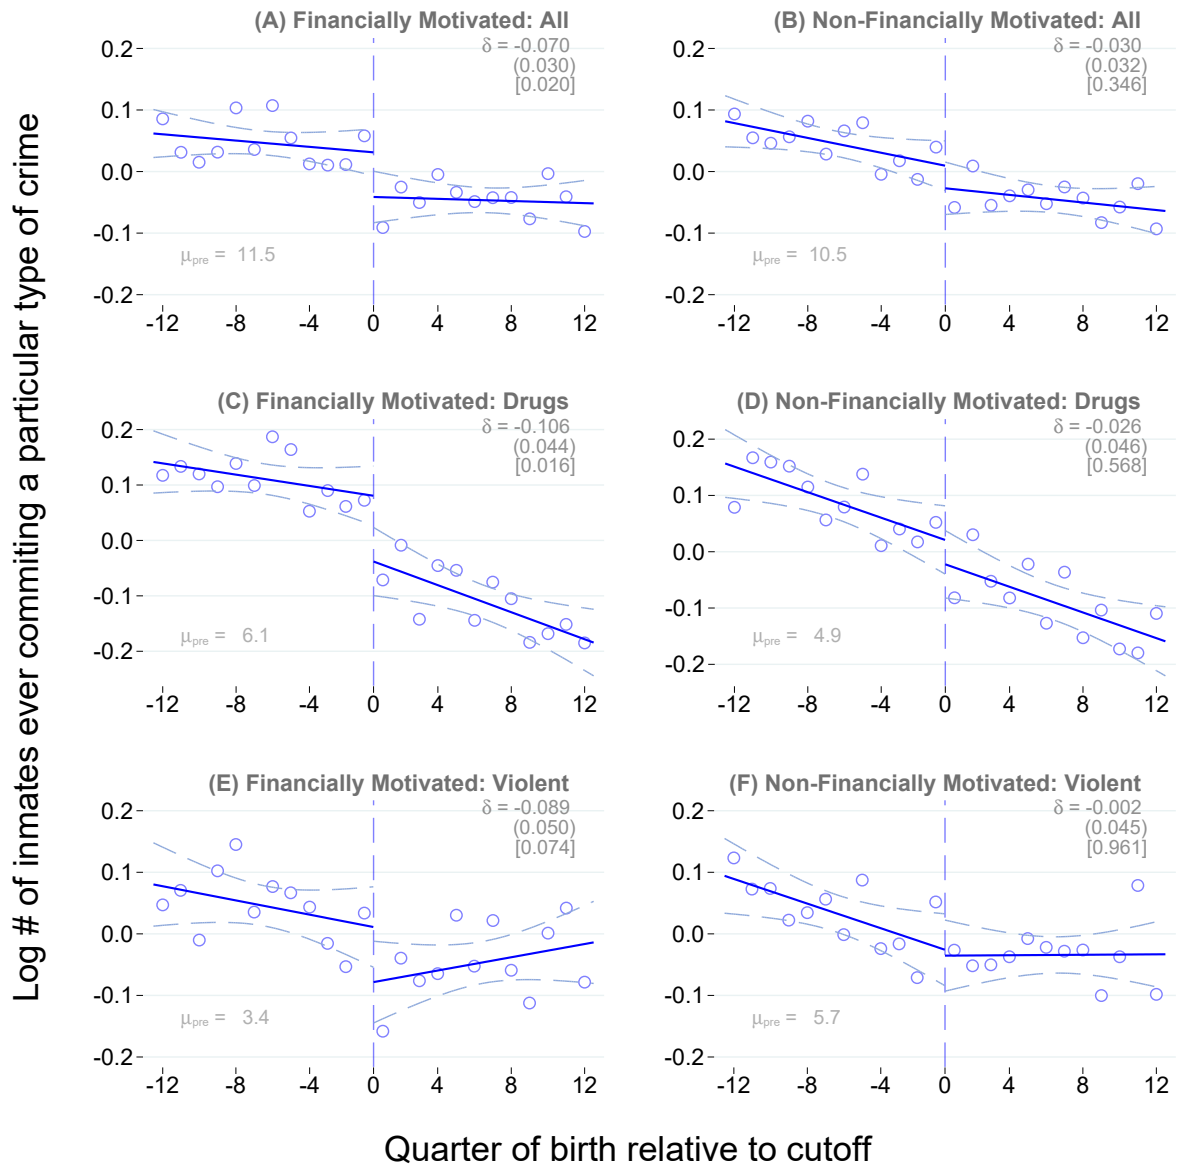 Log # of inmates ever commiting a particular type of crime
(A) Financially Motivated: All
δ = -0.070
(0.030)
[0.020]
0.2
0.1
0.0
-0.1
-0.2
μpre = 11.5
-12 -8 -4 0 4 8 12
(B) Non-Financially Motivated: All
δ = -0.030
(0.032)
[0.346]
0.2
0.1
0.0
-0.1
-0.2
μpre = 10.5
-12 -8 -4 0 4 8 12
(C) Financially Motivated: Drugs
δ = -0.106
(0.044)
[0.016]
0.2
0.1
0.0
-0.1
-0.2
μpre = 6.1
-12 -8 -4 0 4 8 12
(D) Non-Financially Motivated: Drugs
δ = -0.026
(0.046)
[0.568]
0.2
0.1
0.0
-0.1
-0.2
μpre = 4.9
-12 -8 -4 0 4 8 12
(E) Financially Motivated: Violent
δ = -0.089
(0.050)
[0.074]
0.2
0.1
0.0
-0.1
-0.2
μpre = 3.4
-12 -8 -4 0 4 8 12
(F) Non-Financially Motivated: Violent
δ = -0.002
(0.045)
[0.961]
0.2
0.1
0.0
-0.1
-0.2
μpre = 5.7
-12 -8 -4 0 4 8 12
Quarter of birth relative to cutoff